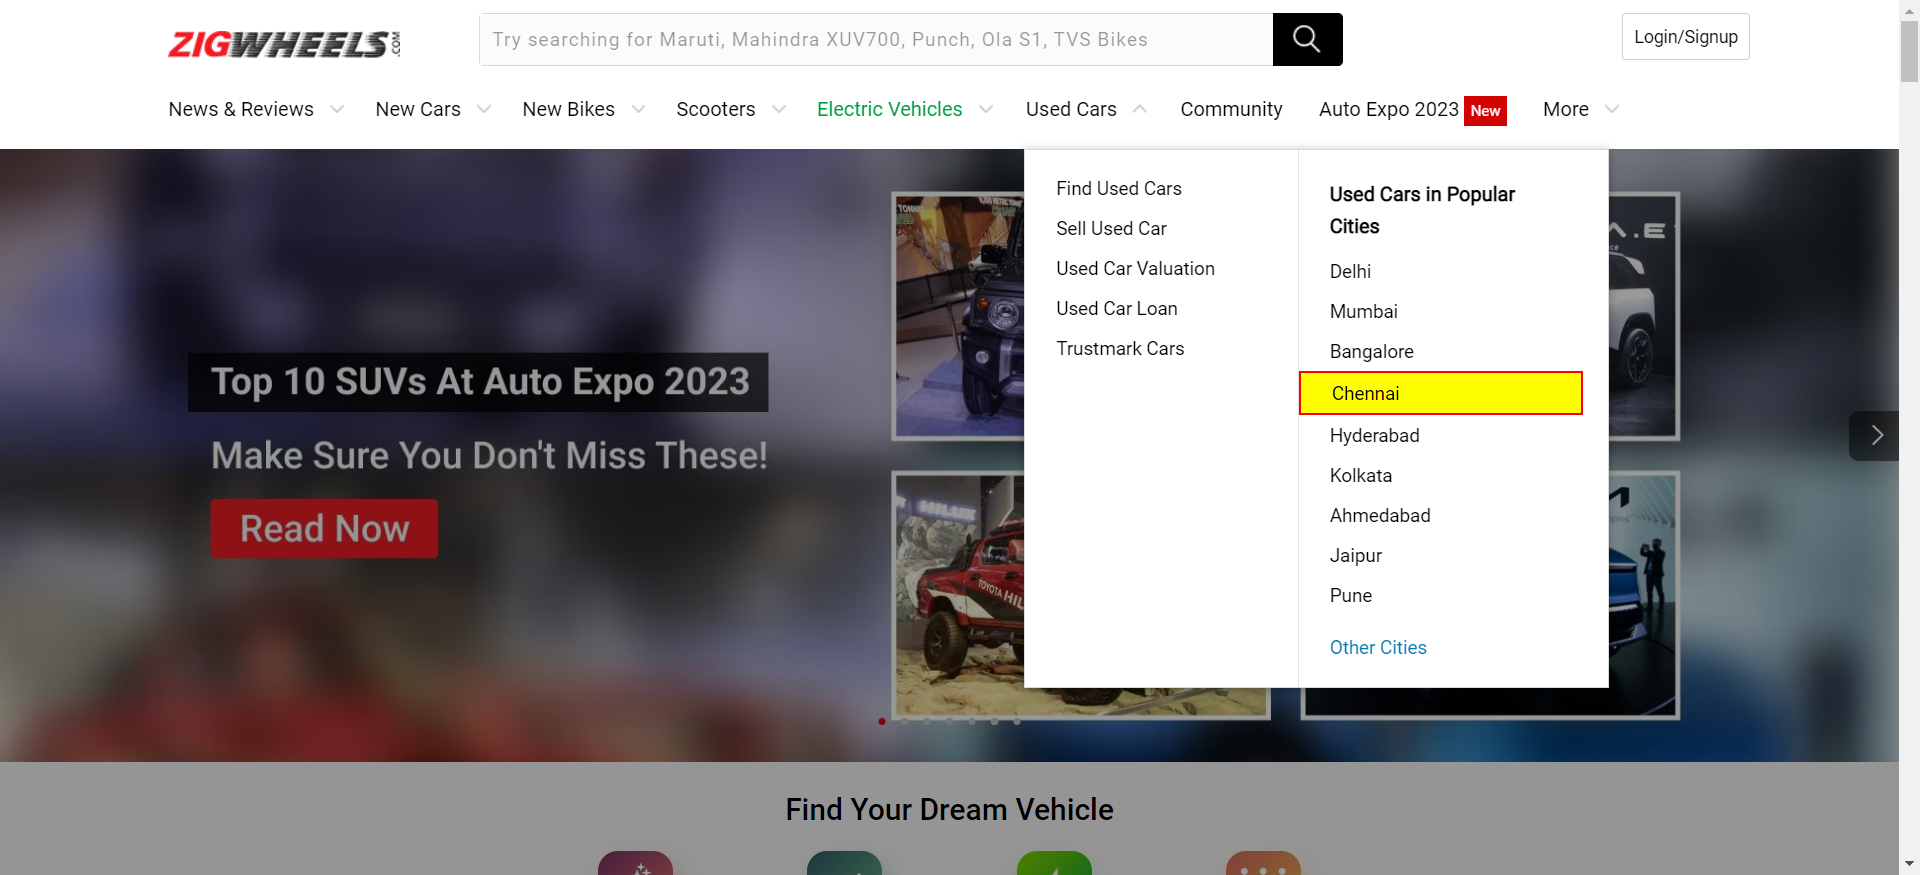 ZIGWHEELS.COM
Try searching for Maruti, Mahindra XUV700, Punch, Ola S1, TVS Bikes
Login/Signup
News & Reviews
New Cars
New Bikes
Scooters
Electric Vehicles
Used Cars
Community
Auto Expo 2023 New
More
Find Used Cars
Sell Used Car
Used Car Valuation
Used Car Loan
Trustmark Cars
Used Cars in Popular
Cities
Delhi
Mumbai
Bangalore
Chennai
Hyderabad
Kolkata
Ahmedabad
Jaipur
Pune
Other Cities
Top 10 SUVs At Auto Expo 2023
Make Sure You Don't Miss These!
Read Now
TOYOTA HIL
Find Your Dream Vehicle